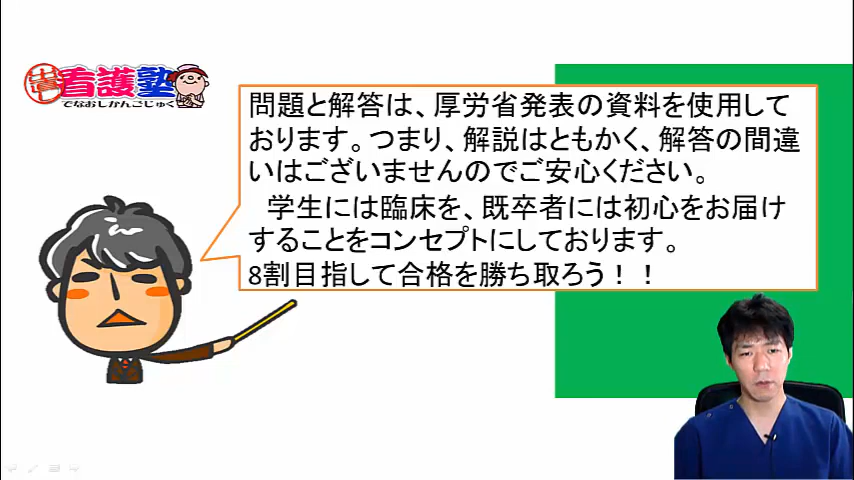 出直看護塾
でなおしかんごじゅく
問題と解答は、厚労省発表の資料を使用して
おります。つまり、解説はともかく、解答の間違
いはございませんのでご安心ください。
学生には臨床を、既卒者には初心をお届け
することをコンセプトにしております。
8割目指して合格を勝ち取ろう！！